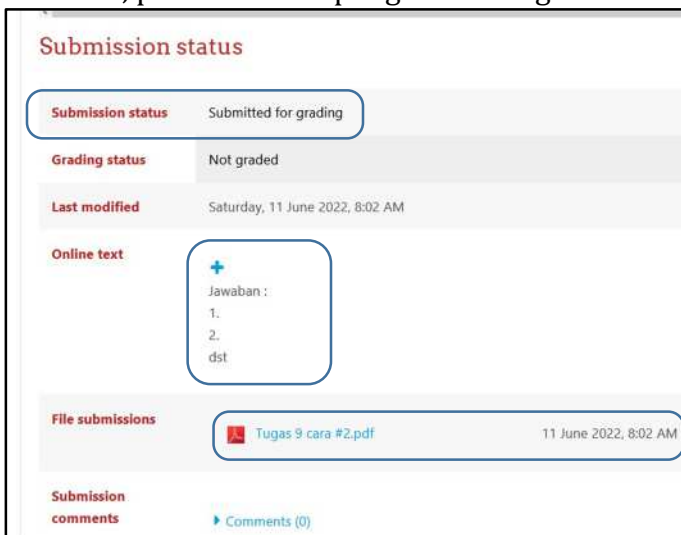 Submission status
Submission status Submitted for grading
Grading status Not graded
Last modified Saturday, 11 June 2022, 8:02 AM
Online text
Jawaban :
1.
2.
dst
File submissions Tugas 9 cara #2.pdf 11 June 2022, 8:02 AM
Submission
comments Comments (0)